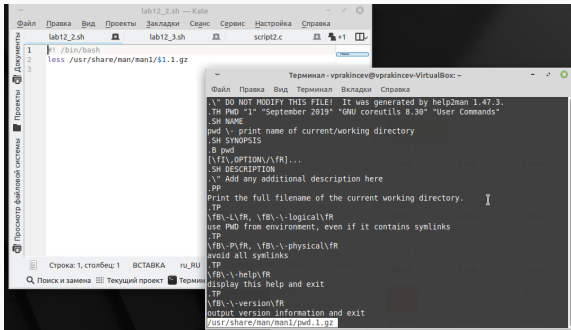 lab12_2.sh — Kate
Файл Правка Вид Проекты Закладки Сеанс Сервис Настройка Справка
lab12_2.sh lab12_3.sh script2.c +1
Документы
Проекты
Просмотр файловой системы
1 #! /bin/bash
2 less /usr/share/man/man1/$1.1.gz
3
Строка: 1, столбец: 1 ВСТАВКА ru_RU
Поиск и замена Текущий проект Термин
Терминал - vprakincev@vprakincev-VirtualBox: ~
Файл Правка Вид Терминал Вкладки Справка
.\" DO NOT MODIFY THIS FILE! It was generated by help2man 1.47.3.
.TH PWD "1" "September 2019" "GNU coreutils 8.30" "User Commands"
.SH NAME
pwd \- print name of current/working directory
.SH SYNOPSIS
.B pwd
[\fI\,OPTION\/\fR]...
.SH DESCRIPTION
.\" Add any additional description here
.PP
Print the full filename of the current working directory.
.TP
\fB\-L\fR, \fB\-\-logical\fR
use PWD from environment, even if it contains symlinks
.TP
\fB\-P\fR, \fB\-\-physical\fR
avoid all symlinks
.TP
\fB\-\-help\fR
display this help and exit
.TP
\fB\-\-version\fR
output version information and exit
/usr/share/man/man1/pwd.1.gz